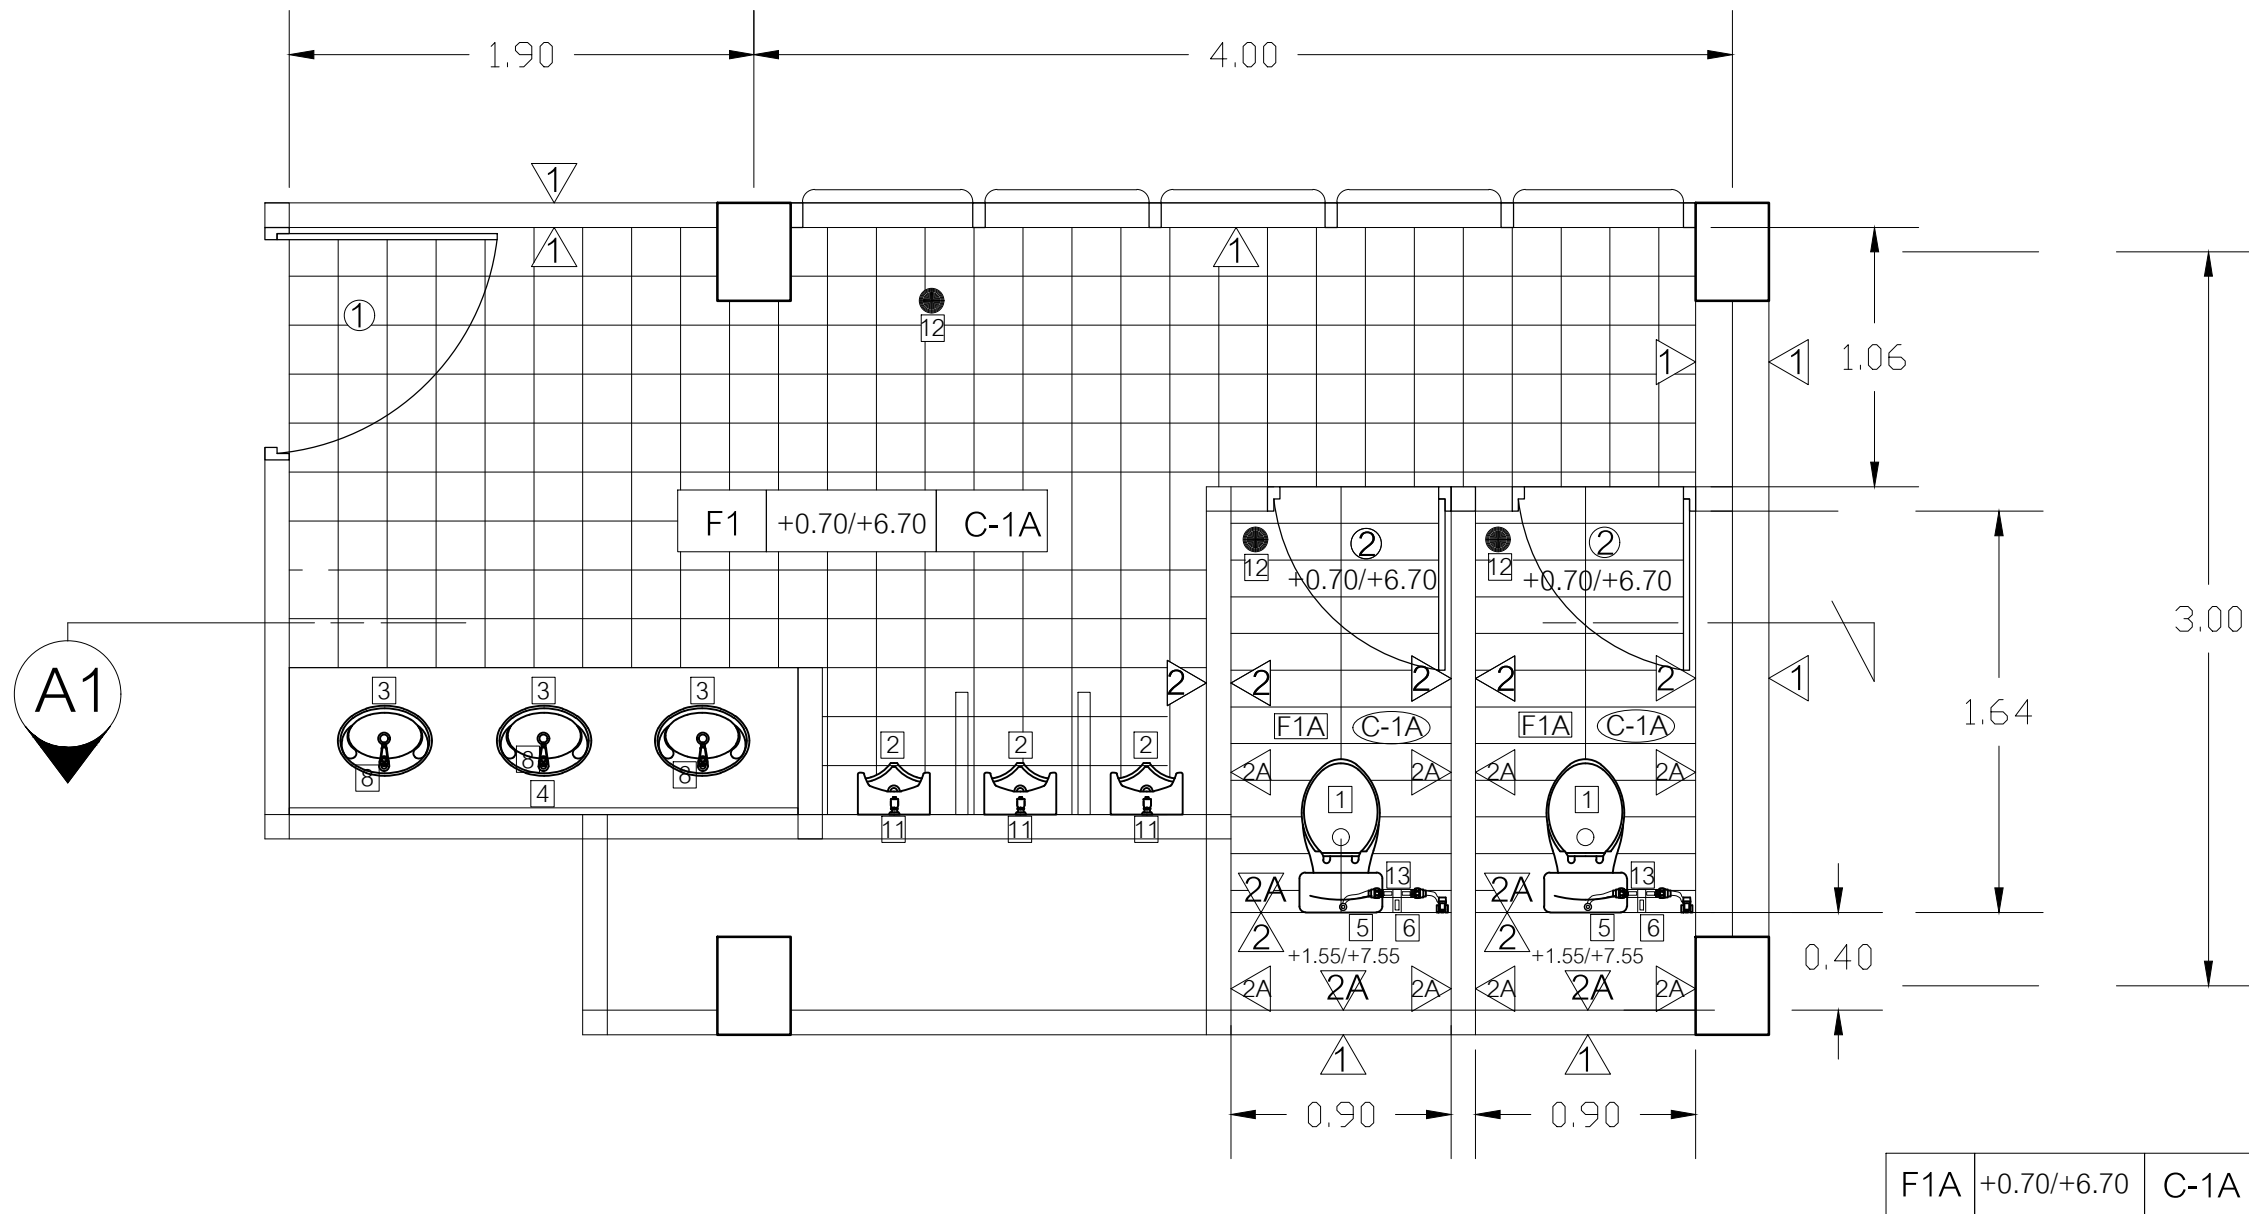 1.90 4.00
1
1 1
1
12
1 1 1.06
F1 +0.70/+6.70 C-1A
12 2 12 2
+0.70/+6.70 +0.70/+6.70
3.00
A1
3 3 3
2 2 2 2 2 1
1.64
F1A C-1A F1A C-1A
2 2 2
8 8 8
2A 2A 2A 2A
4
1 1
11 11 11
13 13
2A 2A
5 6 5 6
2 2
+1.55/+7.55 +1.55/+7.55
0.40
2A 2A 2A 2A 2A 2A
1 1
0.90 0.90
F1A +0.70/+6.70 C-1A